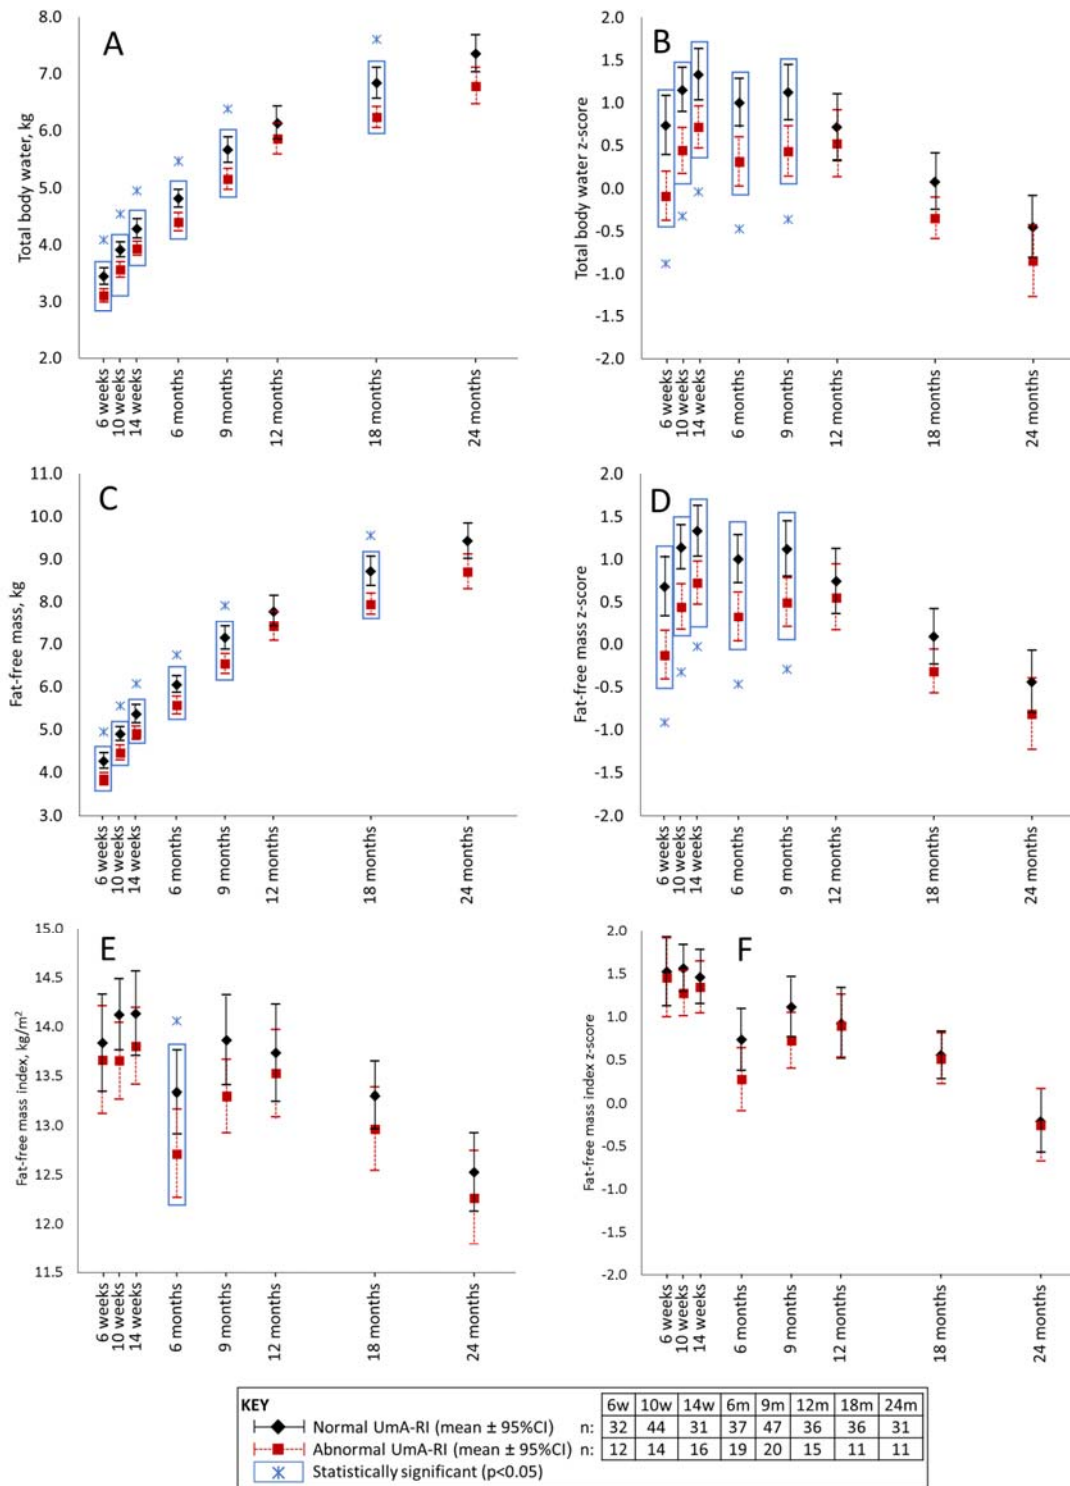 A
Total body water, kg
8.0
7.0
6.0
5.0
4.0
3.0
2.0
6 weeks
10 weeks
14 weeks
6 months
9 months
12 months
18 months
24 months
B
Total body water z-score
2.0
1.5
1.0
0.5
0.0
-0.5
-1.0
-1.5
-2.0
6 weeks
10 weeks
14 weeks
6 months
9 months
12 months
18 months
24 months
C
Fat-free mass, kg
11.0
10.0
9.0
8.0
7.0
6.0
5.0
4.0
3.0
6 weeks
10 weeks
14 weeks
6 months
9 months
12 months
18 months
24 months
D
Fat-free mass z-score
2.0
1.5
1.0
0.5
0.0
-0.5
-1.0
-1.5
-2.0
6 weeks
10 weeks
14 weeks
6 months
9 months
12 months
18 months
24 months
E
Fat-free mass index, kg/m²
15.0
14.5
14.0
13.5
13.0
12.5
12.0
11.5
6 weeks
10 weeks
14 weeks
6 months
9 months
12 months
18 months
24 months
F
Fat-free mass index z-score
2.0
1.5
1.0
0.5
0.0
-0.5
-1.0
-2.0
6 weeks
10 weeks
14 weeks
6 months
9 months
12 months
18 months
24 months
KEY 6w 10w 14w 6m 9m 12m 18m 24m
Normal UmA-RI (mean ± 95%CI) n: 32 44 31 37 47 36 36 31
Abnormal UmA-RI (mean ± 95%CI) n: 12 14 16 19 20 15 11 11
Statistically significant (p<0.05)